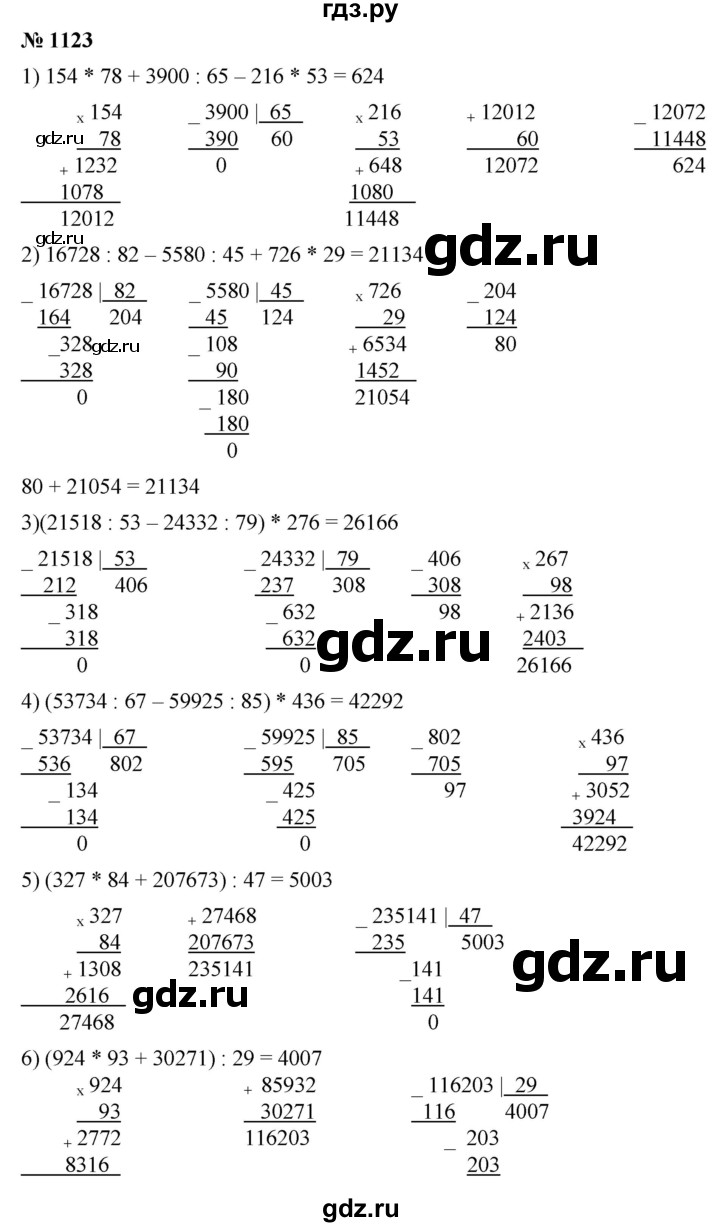 гдз.ру
№ 1123
1) 154 * 78 + 3900 : 65 – 216 * 53 = 624
x 154 _ 3900 | 65 x 216 + 12012 _ 12072
gdz.ru 78 390 60 53 60 11448
+ 1232 0 + 648 12072 624
1078 1080
12012 11448
gdz.ru
2) 16728 : 82 – 5580 : 45 + 726 * 29 = 21134 gdz.ru
_ 16728 | 82 _ 5580 | 45 x 726 _ 204
164 204 45 124 29 124
_ 328 gdz.ru _ 108 + 6534 80
328 90 1452
0 _ 180 21054
180
0
80 + 21054 = 21134
3)(21518 : 53 – 24332 : 79) * 276 = 26166
_ 21518 | 53 _ 24332 | 79 _ 406 x 267
212 406 237 308 308 98
_ 318 _ 632 98 + 2136
318 632 gdz.ru 2403
0 0 26166
4) (53734 : 67 – 59925 : 85) * 436 = 42292
_ 53734 | 67 _ 59925 | 85 _ 802 x 436
536 802 595 705 705 97
_ 134 _ 425 97 + 3052
134 425 3924
0 0 42292
5) (327 * 84 + 207673) : 47 = 5003
x 327 + 27468 _ 235141 | 47
84 207673 235 5003
+ 1308 235141 _ 141 gdz.ru
2616 gdz.ru 141
27468 0
6) (924 * 93 + 30271) : 29 = 4007
x 924 + 85932 _ 116203 | 29
93 30271 116 4007
+ 2772 116203 _ 203
8316 203
gdz.ru